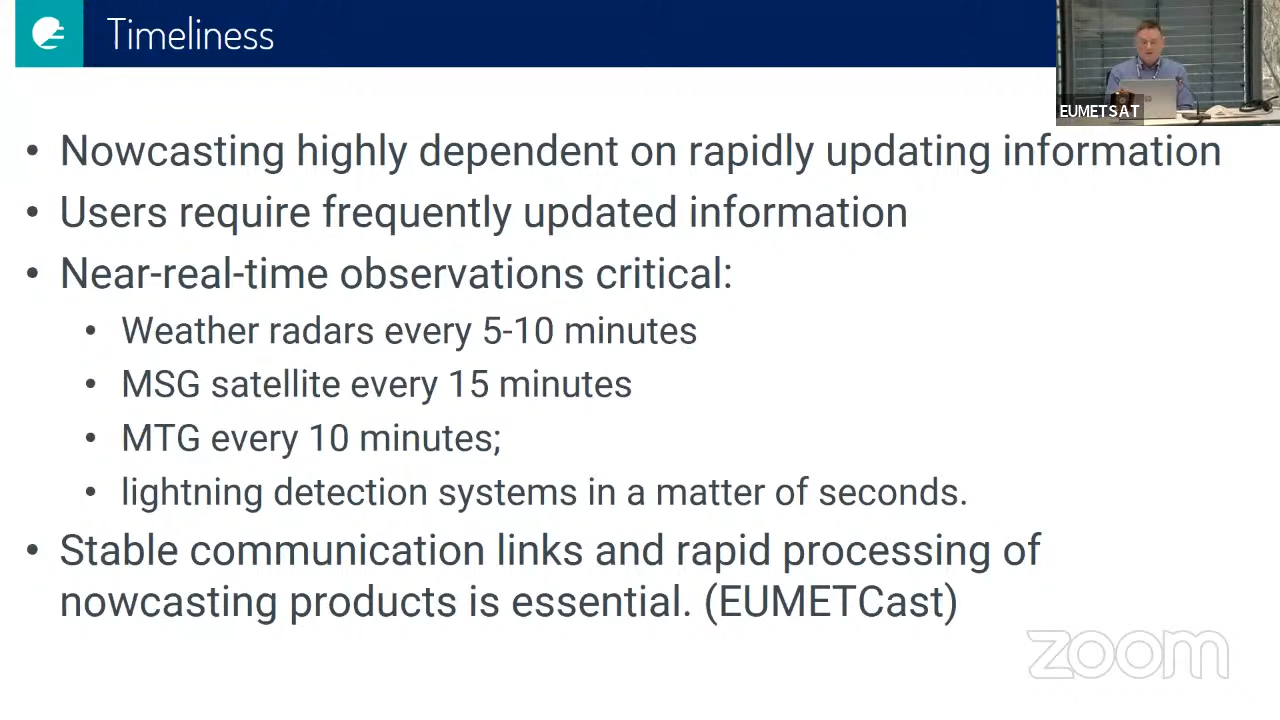 Timeliness
EUMETSAT
• Nowcasting highly dependent on rapidly updating information
• Users require frequently updated information
• Near-real-time observations critical:
• Weather radars every 5-10 minutes
• MSG satellite every 15 minutes
• MTG every 10 minutes;
• lightning detection systems in a matter of seconds.
• Stable communication links and rapid processing of
nowcasting products is essential. (EUMETCast)
zoom